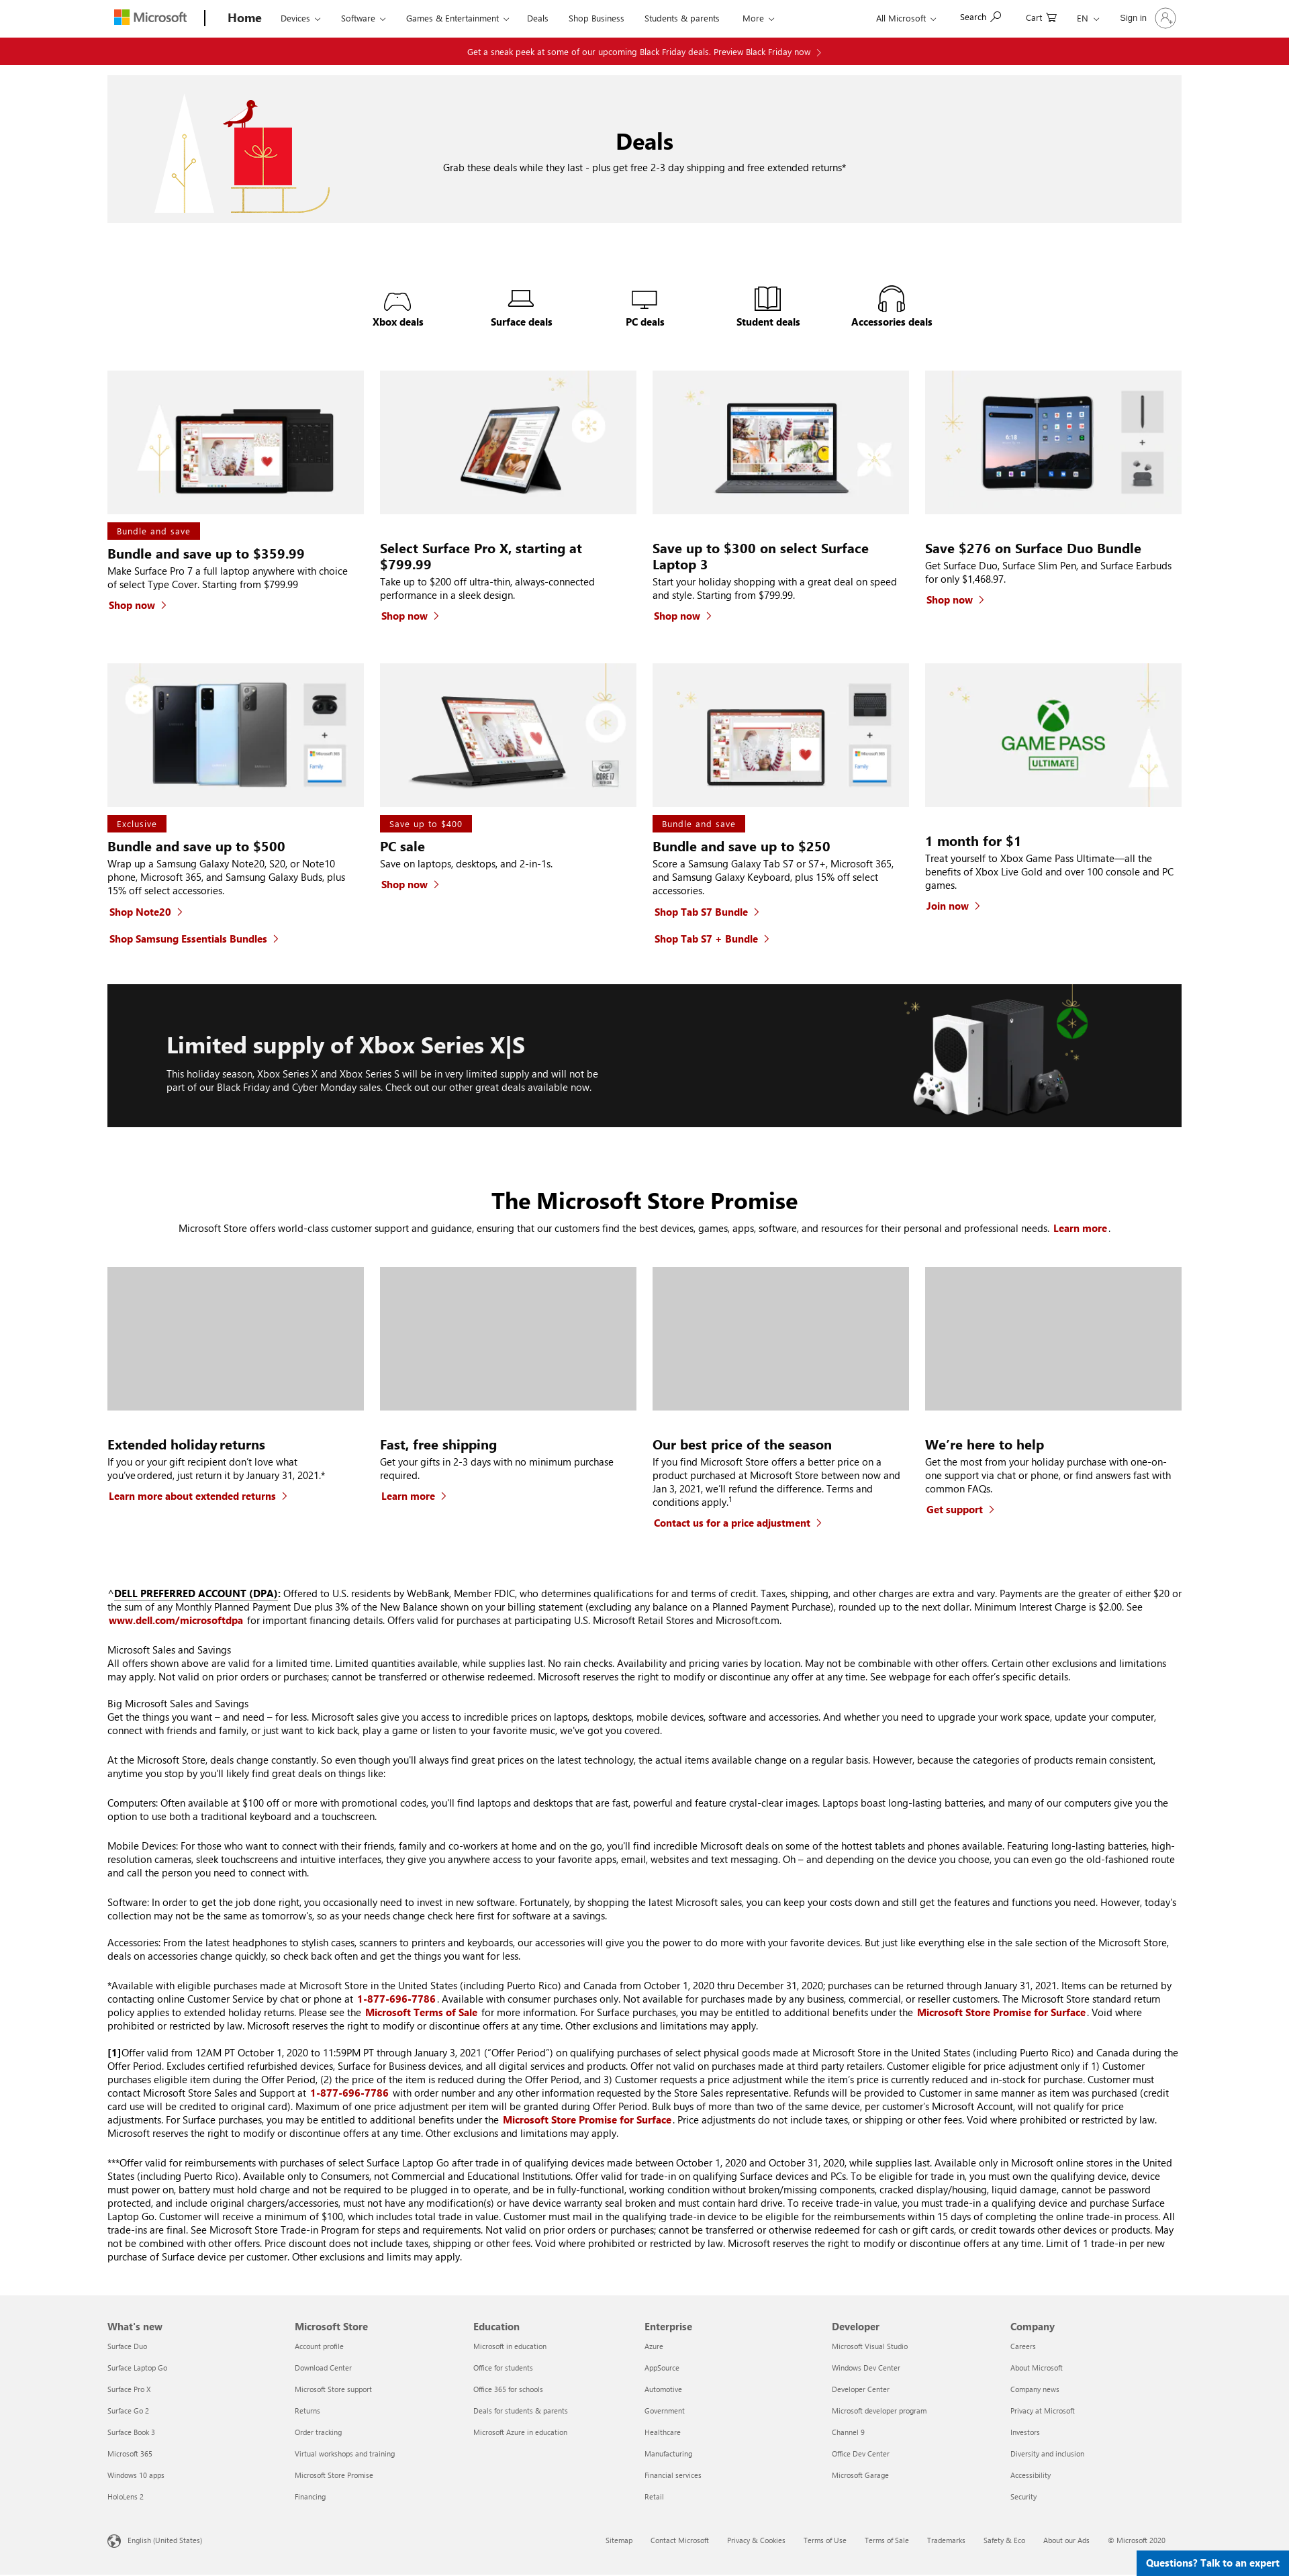 Microsoft
Home
Devices
Software
Games & Entertainment
Deals
Shop Business
Students & parents
More
All Microsoft
Search
Cart
EN
Sign in
Get a sneak peek at some of our upcoming Black Friday deals. Preview Black Friday now
Deals
Grab these deals while they last - plus get free 2-3 day shipping and free extended returns*
Xbox deals
Surface deals
PC deals
Student deals
Accessories deals
Bundle and save
Bundle and save up to $359.99
Make Surface Pro 7 a full laptop anywhere with choice
of select Type Cover. Starting from $799.99
Shop now
Select Surface Pro X, starting at
$799.99
Take up to $200 off ultra-thin, always-connected
performance in a sleek design.
Shop now
Save up to $300 on select Surface
Laptop 3
Start your holiday shopping with a great deal on speed
and style. Starting from $799.99.
Shop now
6:18
+
Save $276 on Surface Duo Bundle
Get Surface Duo, Surface Slim Pen, and Surface Earbuds
for only $1,468.97.
Shop now
+
Microsoft 365
Family
Exclusive
Bundle and save up to $500
Wrap up a Samsung Galaxy Note20, S20, or Note10
phone, Microsoft 365, and Samsung Galaxy Buds, plus
15% off select accessories.
Shop Note20
Shop Samsung Essentials Bundles
CORE i7
Save up to $400
PC sale
Save on laptops, desktops, and 2-in-1s.
Shop now
+
Microsoft 365
Family
Bundle and save
Bundle and save up to $250
Score a Samsung Galaxy Tab S7 or S7+, Microsoft 365,
and Samsung Galaxy Keyboard, plus 15% off select
accessories.
Shop Tab S7 Bundle
Shop Tab S7 + Bundle
GAME PASS
ULTIMATE
1 month for $1
Treat yourself to Xbox Game Pass Ultimate—all the
benefits of Xbox Live Gold and over 100 console and PC
games.
Join now
Limited supply of Xbox Series X|S
This holiday season, Xbox Series X and Xbox Series S will be in very limited supply and will not be
part of our Black Friday and Cyber Monday sales. Check out our other great deals available now.
The Microsoft Store Promise
Microsoft Store offers world-class customer support and guidance, ensuring that our customers find the best devices, games, apps, software, and resources for their personal and professional needs. Learn more.
Extended holiday returns
If you or your gift recipient don't love what
you've ordered, just return it by January 31, 2021.*
Learn more about extended returns
Fast, free shipping
Get your gifts in 2-3 days with no minimum purchase
required.
Learn more
Our best price of the season
If you find Microsoft Store offers a better price on a
product purchased at Microsoft Store between now and
Jan 3, 2021, we'll refund the difference. Terms and
conditions apply.1
Contact us for a price adjustment
We're here to help
Get the most from your holiday purchase with one-on-
one support via chat or phone, or find answers fast with
common FAQs.
Get support
^DELL PREFERRED ACCOUNT (DPA): Offered to U.S. residents by WebBank, Member FDIC, who determines qualifications for and terms of credit. Taxes, shipping, and other charges are extra and vary. Payments are the greater of either $20 or
the sum of any Monthly Planned Payment Due plus 3% of the New Balance shown on your billing statement (excluding any balance on a Planned Payment Purchase), rounded up to the next dollar. Minimum Interest Charge is $2.00. See
www.dell.com/microsoftdpa for important financing details. Offers valid for purchases at participating U.S. Microsoft Retail Stores and Microsoft.com.
Microsoft Sales and Savings
All offers shown above are valid for a limited time. Limited quantities available, while supplies last. No rain checks. Availability and pricing varies by location. May not be combinable with other offers. Certain other exclusions and limitations
may apply. Not valid on prior orders or purchases; cannot be transferred or otherwise redeemed. Microsoft reserves the right to modify or discontinue any offer at any time. See webpage for each offer's specific details.
Big Microsoft Sales and Savings
Get the things you want – and need – for less. Microsoft sales give you access to incredible prices on laptops, desktops, mobile devices, software and accessories. And whether you need to upgrade your work space, update your computer,
connect with friends and family, or just want to kick back, play a game or listen to your favorite music, we've got you covered.
At the Microsoft Store, deals change constantly. So even though you'll always find great prices on the latest technology, the actual items available change on a regular basis. However, because the categories of products remain consistent,
anytime you stop by you'll likely find great deals on things like:
Computers: Often available at $100 off or more with promotional codes, you'll find laptops and desktops that are fast, powerful and feature crystal-clear images. Laptops boast long-lasting batteries, and many of our computers give you the
option to use both a traditional keyboard and a touchscreen.
Mobile Devices: For those who want to connect with their friends, family and co-workers at home and on the go, you'll find incredible Microsoft deals on some of the hottest tablets and phones available. Featuring long-lasting batteries, high-
resolution cameras, sleek touchscreens and intuitive interfaces, they give you anywhere access to your favorite apps, email, websites and text messaging. Oh – and depending on the device you choose, you can even go the old-fashioned route
and call the person you need to connect with.
Software: In order to get the job done right, you occasionally need to invest in new software. Fortunately, by shopping the latest Microsoft sales, you can keep your costs down and still get the features and functions you need. However, today's
collection may not be the same as tomorrow's, so as your needs change check here first for software at a savings.
Accessories: From the latest headphones to stylish cases, scanners to printers and keyboards, our accessories will give you the power to do more with your favorite devices. But just like everything else in the sale section of the Microsoft Store,
deals on accessories change quickly, so check back often and get the things you want for less.
*Available with eligible purchases made at Microsoft Store in the United States (including Puerto Rico) and Canada from October 1, 2020 thru December 31, 2020; purchases can be returned through January 31, 2021. Items can be returned by
contacting online Customer Service by chat or phone at 1-877-696-7786. Available with consumer purchases only. Not available for purchases made by any business, commercial, or reseller customers. The Microsoft Store standard return
policy applies to extended holiday returns. Please see the Microsoft Terms of Sale for more information. For Surface purchases, you may be entitled to additional benefits under the Microsoft Store Promise for Surface. Void where
prohibited or restricted by law. Microsoft reserves the right to modify or discontinue offers at any time. Other exclusions and limitations may apply.
[1]Offer valid from 12AM PT October 1, 2020 to 11:59PM PT through January 3, 2021 ("Offer Period") on qualifying purchases of select physical goods made at Microsoft Store in the United States (including Puerto Rico) and Canada during the
Offer Period. Excludes certified refurbished devices, Surface for Business devices, and all digital services and products. Offer not valid on purchases made at third party retailers. Customer eligible for price adjustment only if 1) Customer
purchases eligible item during the Offer Period, (2) the price of the item is reduced during the Offer Period, and 3) Customer requests a price adjustment while the item's price is currently reduced and in-stock for purchase. Customer must
contact Microsoft Store Sales and Support at 1-877-696-7786 with order number and any other information requested by the Store Sales representative. Refunds will be provided to Customer in same manner as item was purchased (credit
card use will be credited to original card). Maximum of one price adjustment per item will be granted during Offer Period. Bulk buys of more than two of the same device, per customer's Microsoft Account, will not qualify for price
adjustments. For Surface purchases, you may be entitled to additional benefits under the Microsoft Store Promise for Surface. Price adjustments do not include taxes, or shipping or other fees. Void where prohibited or restricted by law.
Microsoft reserves the right to modify or discontinue offers at any time. Other exclusions and limitations may apply.
***Offer valid for reimbursements with purchases of select Surface Laptop Go after trade in of qualifying devices made between October 1, 2020 and October 31, 2020, while supplies last. Available only in Microsoft online stores in the United
States (including Puerto Rico). Available only to Consumers, not Commercial and Educational Institutions. Offer valid for trade-in on qualifying Surface devices and PCs. To be eligible for trade in, you must own the qualifying device, device
must power on, battery must hold charge and not be required to be plugged in to operate, and be in fully-functional, working condition without broken/missing components, cracked display/housing, liquid damage, cannot be password
protected, and include original chargers/accessories, must not have any modification(s) or have device warranty seal broken and must contain hard drive. To receive trade-in value, you must trade-in a qualifying device and purchase Surface
Laptop Go. Customer will receive a minimum of $100, which includes total trade in value. Customer must mail in the qualifying trade-in device to be eligible for the reimbursements within 15 days of completing the online trade-in process. All
trade-ins are final. See Microsoft Store Trade-in Program for steps and requirements. Not valid on prior orders or purchases; cannot be transferred or otherwise redeemed for cash or gift cards, or credit towards other devices or products. May
not be combined with other offers. Price discount does not include taxes, shipping or other fees. Void where prohibited or restricted by law. Microsoft reserves the right to modify or discontinue offers at any time. Limit of 1 trade-in per new
purchase of Surface device per customer. Other exclusions and limits may apply.
What's new
Surface Duo
Surface Laptop Go
Surface Pro X
Surface Go 2
Surface Book 3
Microsoft 365
Windows 10 apps
HoloLens 2
Microsoft Store
Account profile
Download Center
Microsoft Store support
Returns
Order tracking
Virtual workshops and training
Microsoft Store Promise
Financing
Education
Microsoft in education
Office for students
Office 365 for schools
Deals for students & parents
Microsoft Azure in education
Enterprise
Azure
AppSource
Automotive
Government
Healthcare
Manufacturing
Financial services
Retail
Developer
Microsoft Visual Studio
Windows Dev Center
Developer Center
Microsoft developer program
Channel 9
Office Dev Center
Microsoft Garage
Company
Careers
About Microsoft
Company news
Privacy at Microsoft
Investors
Diversity and inclusion
Accessibility
Security
English (United States)
Sitemap
Contact Microsoft
Privacy & Cookies
Terms of Use
Terms of Sale
Trademarks
Safety & Eco
About our Ads
© Microsoft 2020
Questions? Talk to an expert